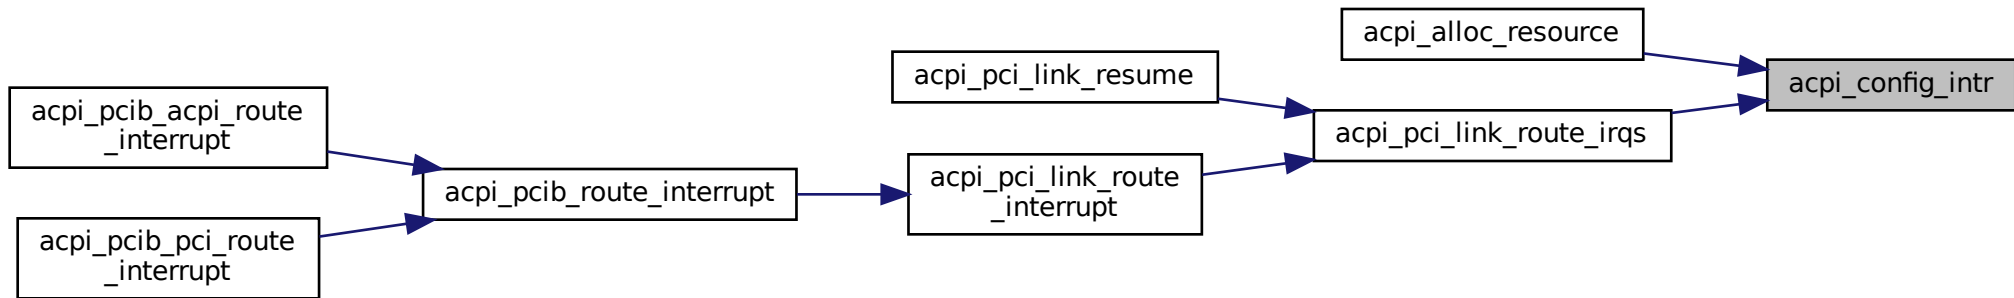 acpi_alloc_resource
acpi_pci_link_resume
acpi_config_intr
acpi_pcib_acpi_route
_interrupt
acpi_pci_link_route_irqs
acpi_pcib_route_interrupt
acpi_pci_link_route
_interrupt
acpi_pcib_pci_route
_interrupt